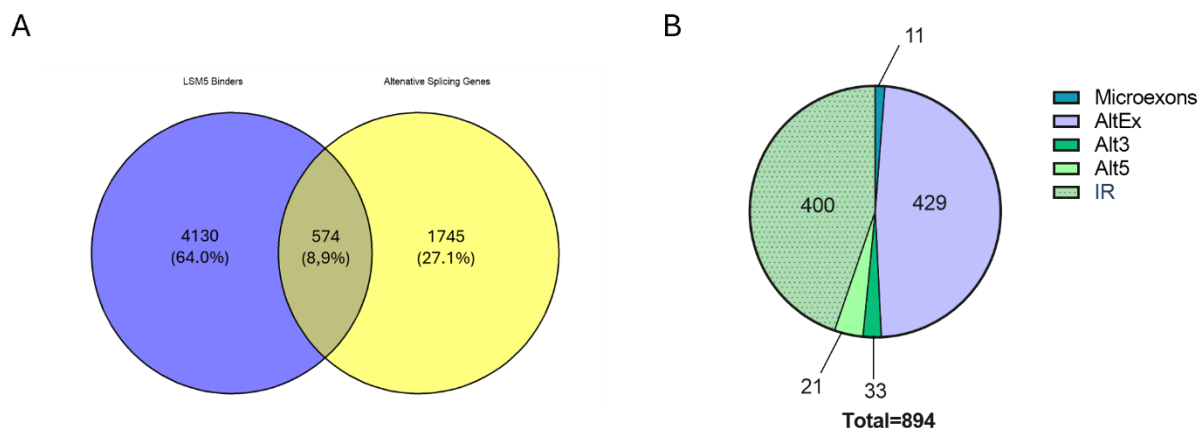 A
LSM5 Binders
Altenative Splicing Genes
4130
(64.0%)
574
(8,9%)
1745
(27.1%)
B
11
429
400
21
33
Total=894
Microexons
AltEx
Alt3
Alt5
IR